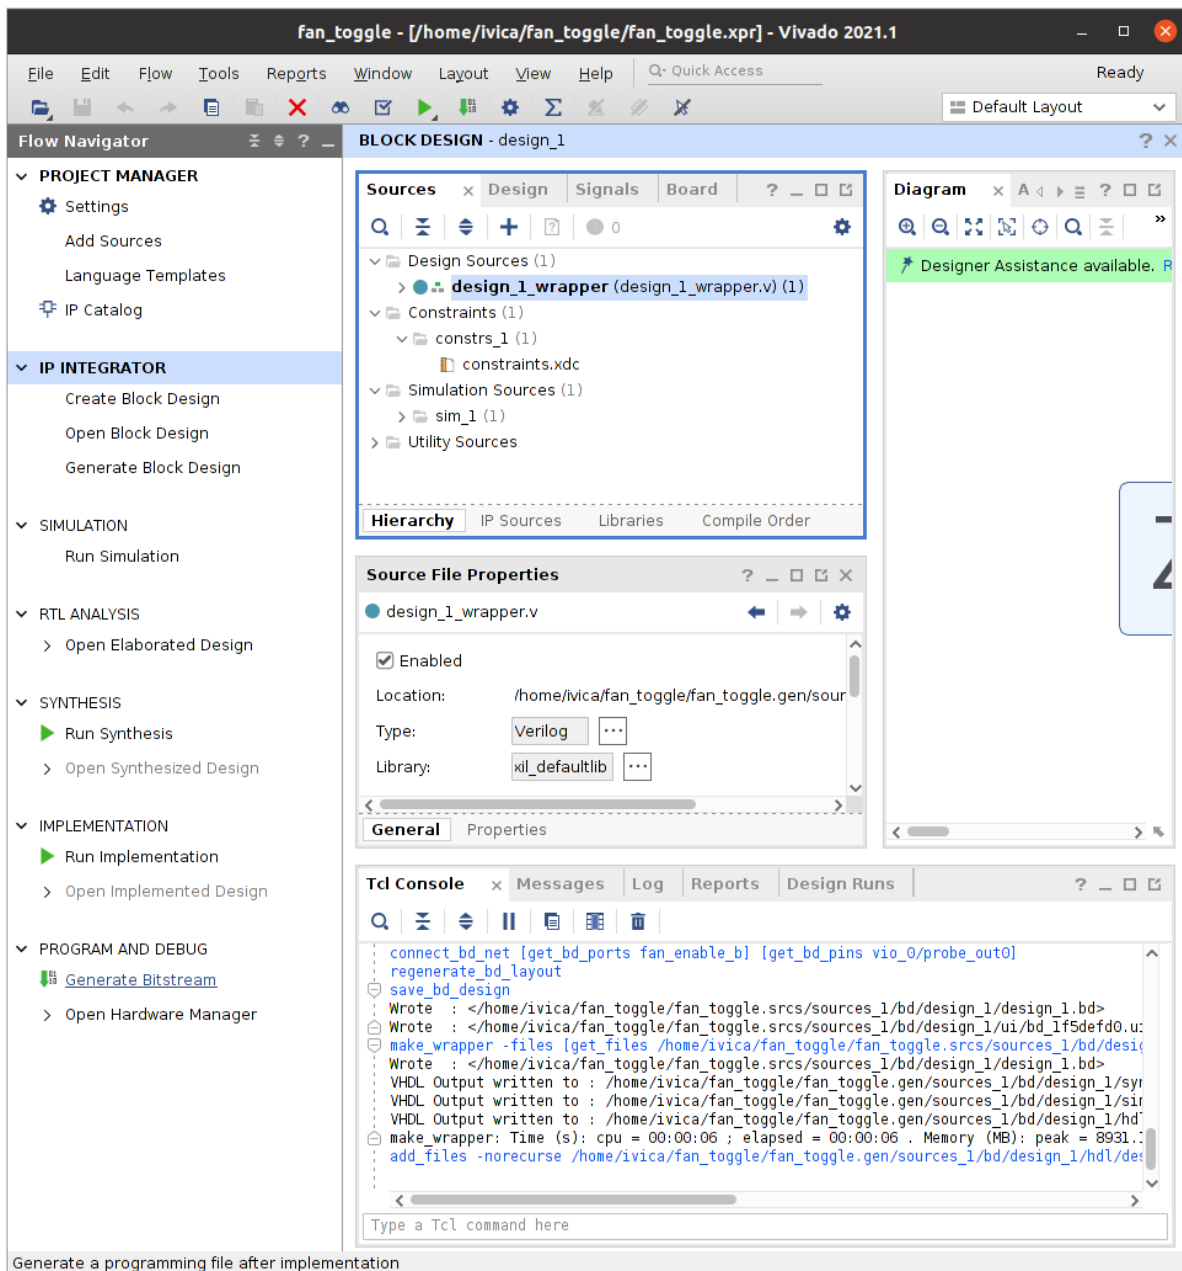 fan_toggle - [/home/ivica/fan_toggle/fan_toggle.xpr] - Vivado 2021.1
File Edit Flow Tools Reports Window Layout View Help Q- Quick Access Ready
Default Layout
Flow Navigator
PROJECT MANAGER
Settings
Add Sources
Language Templates
IP Catalog
IP INTEGRATOR
Create Block Design
Open Block Design
Generate Block Design
SIMULATION
Run Simulation
RTL ANALYSIS
Open Elaborated Design
SYNTHESIS
Run Synthesis
Open Synthesized Design
IMPLEMENTATION
Run Implementation
Open Implemented Design
PROGRAM AND DEBUG
Generate Bitstream
Open Hardware Manager
BLOCK DESIGN - design_1
Sources Design Signals Board
0
Design Sources (1)
design_1_wrapper (design_1_wrapper.v) (1)
Constraints (1)
constrs_1 (1)
constraints.xdc
Simulation Sources (1)
sim_1 (1)
Utility Sources
Hierarchy IP Sources Libraries Compile Order
Source File Properties
design_1_wrapper.v
Enabled
Location: /home/ivica/fan_toggle/fan_toggle.gen/sour
Type: Verilog
Library: xil_defaultlib
General Properties
Diagram A
Designer Assistance available. R
Tcl Console Messages Log Reports Design Runs
connect_bd_net [get_bd_ports fan_enable_b] [get_bd_pins vio_0/probe_out0]
regenerate_bd_layout
save_bd_design
Wrote : </home/ivica/fan_toggle/fan_toggle.srcs/sources_1/bd/design_1/design_1.bd>
Wrote : </home/ivica/fan_toggle/fan_toggle.srcs/sources_1/bd/design_1/ui/bd_1f5defd0.ui
make_wrapper -files [get_files /home/ivica/fan_toggle/fan_toggle.srcs/sources_1/bd/desig
Wrote : </home/ivica/fan_toggle/fan_toggle.srcs/sources_1/bd/design_1/design_1.bd>
VHDL Output written to : /home/ivica/fan_toggle/fan_toggle.gen/sources_1/bd/design_1/syn
VHDL Output written to : /home/ivica/fan_toggle/fan_toggle.gen/sources_1/bd/design_1/sim
VHDL Output written to : /home/ivica/fan_toggle/fan_toggle.gen/sources_1/bd/design_1/hdl
make_wrapper: Time (s): cpu = 00:00:06 ; elapsed = 00:00:06 . Memory (MB): peak = 8931.1
add_files -norecurse /home/ivica/fan_toggle/fan_toggle.gen/sources_1/bd/design_1/hdl/des
Type a Tcl command here
Generate a programming file after implementation